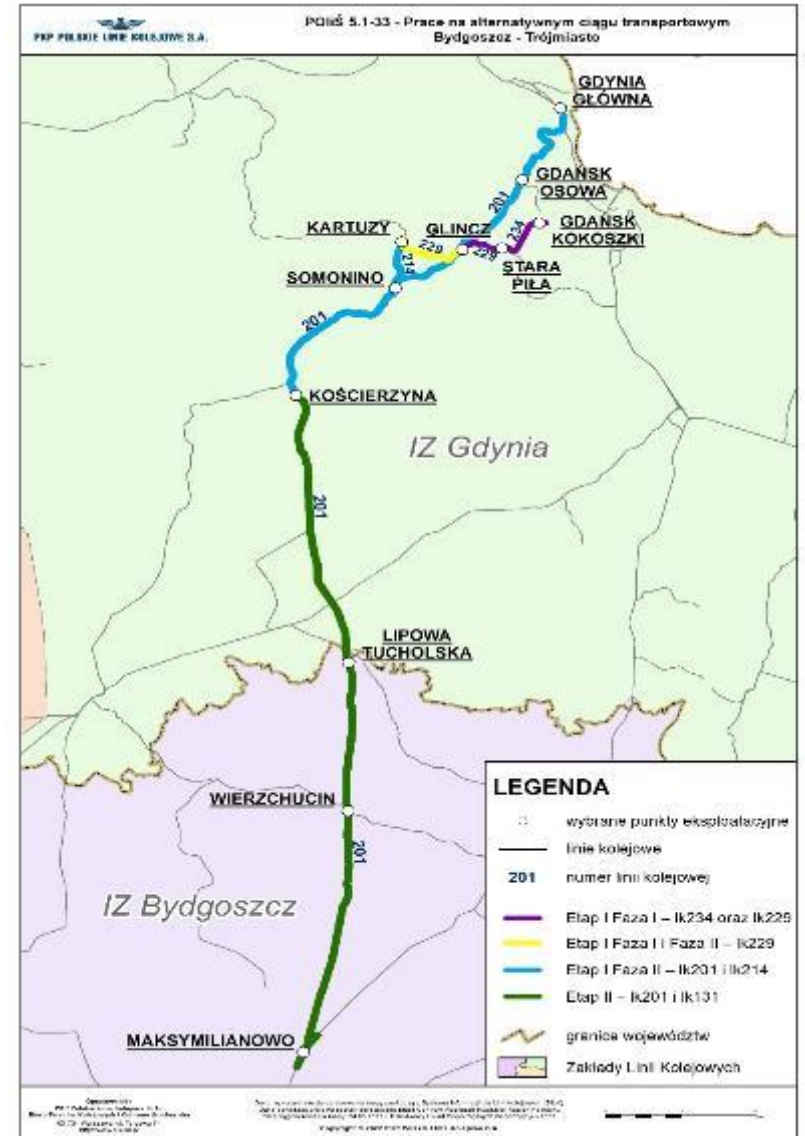 PKP POLSKIE LINIE KOLEJOWE S.A.
POIiŚ 5.1-33 - Prace na alternatywnym ciągu transportowym
Bydgoszcz - Trójmiasto
GDYNIA
GŁÓWNA
GDAŃSK
OSOWA
201
KARTUZY
GLINCZ
234
GDAŃSK
KOKOSZKI
229
229
214
STARA
PIŁA
SOMONINO
201
KOŚCIERZYNA
IZ Gdynia
201
LIPOWA
TUCHOLSKA
WIERZCHUCIN
201
IZ Bydgoszcz
MAKSYMILIANOWO
LEGENDA
wybrane punkty eksploatacyjne
linie kolejowe
201 numer linii kolejowej
Etap I Faza I – lk234 oraz lk229
Etap I Faza I i Faza II – lk229
Etap I Faza II – lk201 i lk214
Etap II – lk201 i lk131
granice województw
Zakłady Linii Kolejowych